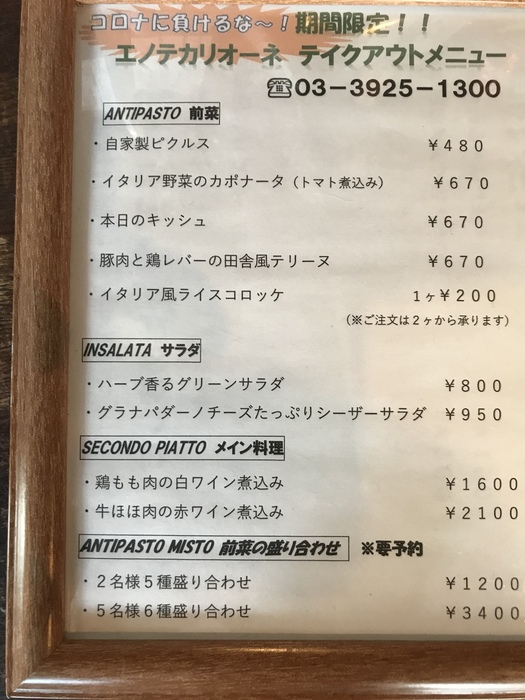 コロナに負けるな～！期間限定！！
エノテカリオーネ テイクアウトメニュー
☎03−3925−1300
ANTIPASTO 前菜
・自家製ピクルス ￥４８０
・イタリア野菜のカポナータ（トマト煮込み） ￥６７０
・本日のキッシュ ￥６７０
・豚肉と鶏レバーの田舎風テリーヌ ￥６７０
・イタリア風ライスコロッケ １ヶ￥２００
（※ご注文は２ヶから承ります）
INSALATA サラダ
・ハーブ香るグリーンサラダ ￥８００
・グラナパダーノチーズたっぷりシーザーサラダ ￥９５０
SECONDO PIATTO メイン料理
・鶏もも肉の白ワイン煮込み ￥１６００
・牛ほほ肉の赤ワイン煮込み ￥２１００
ANTIPASTO MISTO 前菜の盛り合わせ ※要予約
・２名様５種盛り合わせ ￥１２００
・５名様６種盛り合わせ ￥３４００